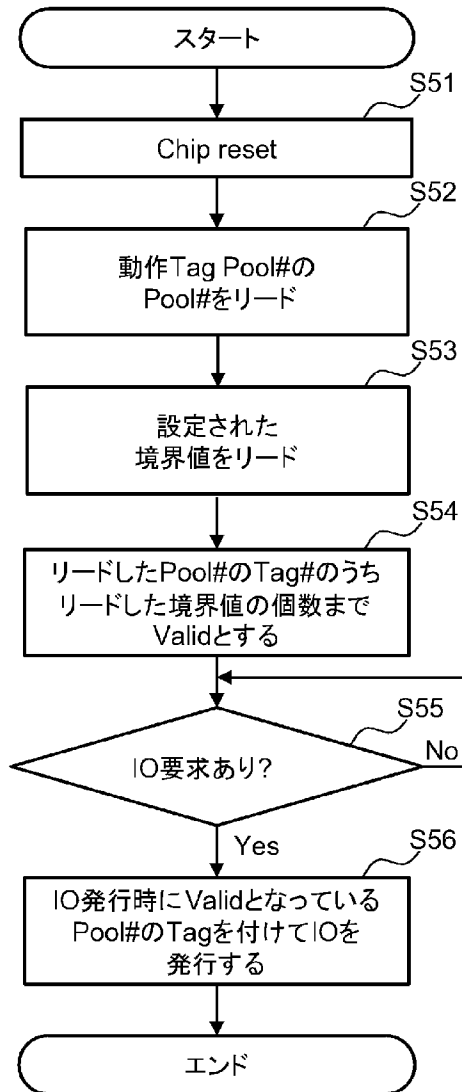 スタート
S51
Chip reset
S52
動作Tag Pool#の
Pool#をリード
S53
設定された
境界値をリード
S54
リードしたPool#のTag#のうち
リードした境界値の個数まで
Validとする
S55
IO要求あり?
No
Yes
S56
IO発行時にValidとなっている
Pool#のTagを付けてIOを
発行する
エンド